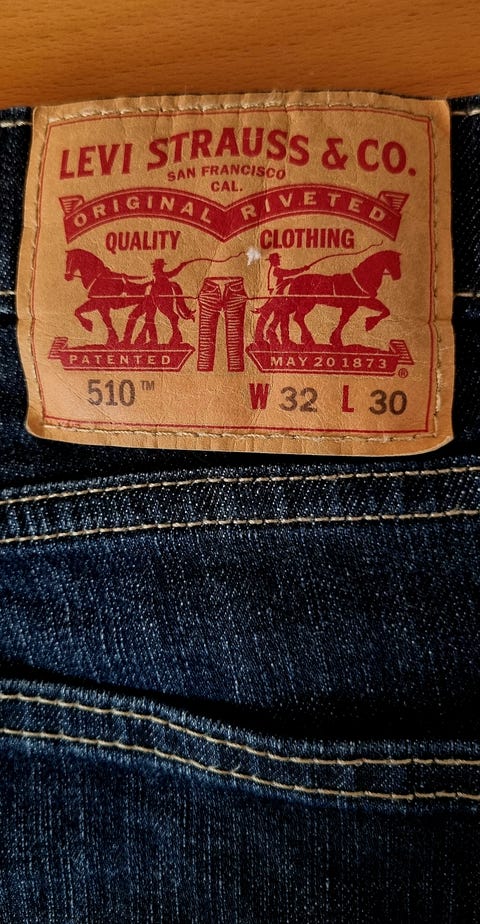 LEVI STRAUSS & CO.
SAN FRANCISCO
CAL.
ORIGINAL RIVETED
QUALITY CLOTHING
PATENTED MAY 20 1873 ®
510™ W 32 L 30